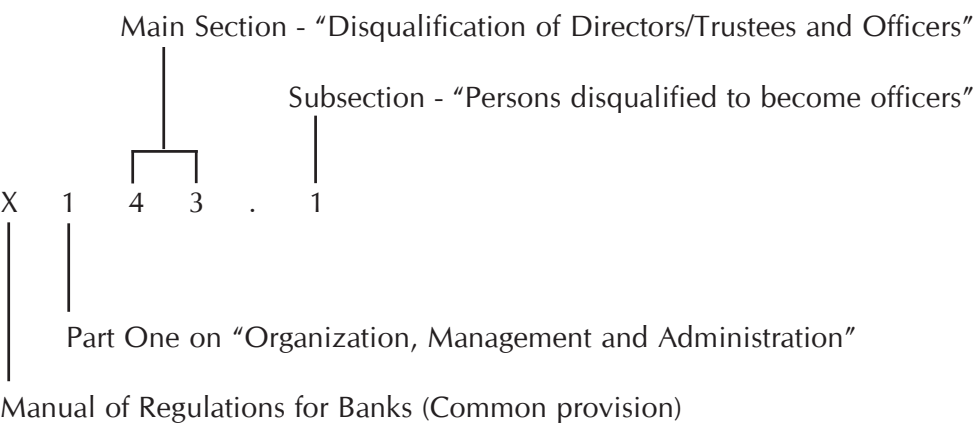 Main Section - “Disqualification of Directors/Trustees and Officers”
Subsection - “Persons disqualified to become officers”
X 1 4 3 . 1
Part One on “Organization, Management and Administration”
Manual of Regulations for Banks (Common provision)